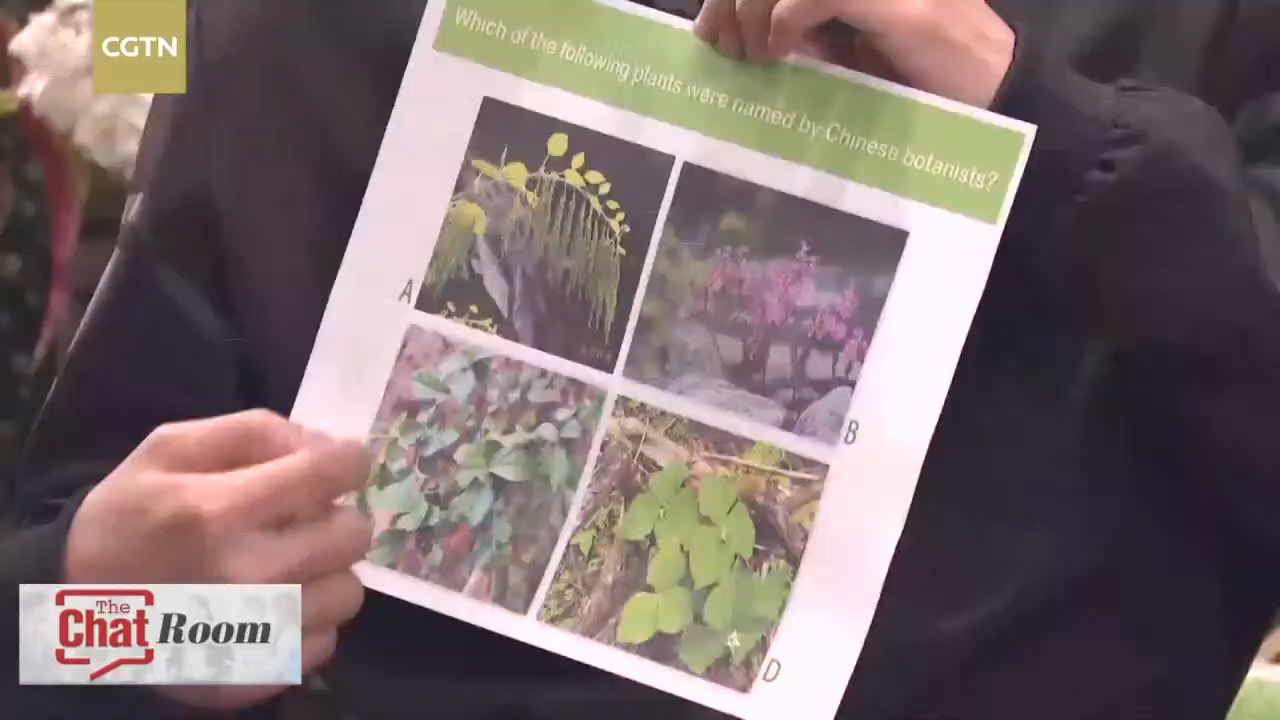 CGTN
Which of the following plants were named by Chinese botanists?
A
B
D
The
Chat Room